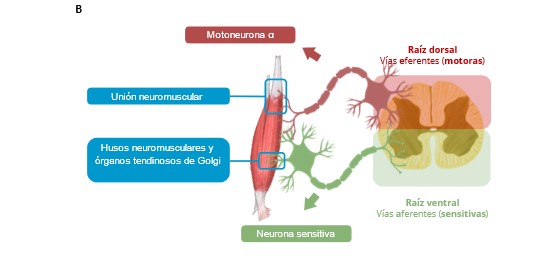 B
Motoneurona α
Raíz dorsal
Vías eferentes (motoras)
Unión neuromuscular
Husos neuromusculares y
órganos tendinosos de Golgi
Raíz ventral
Vías aferentes (sensitivas)
Neurona sensitiva